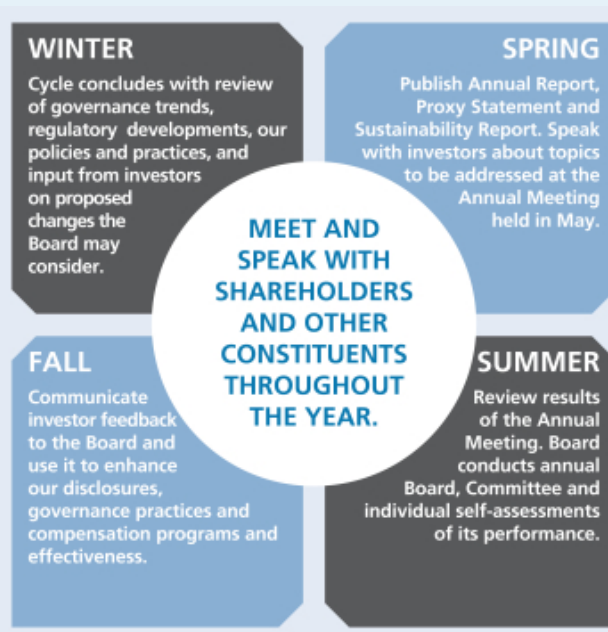 WINTER
Cycle concludes with review
of governance trends,
regulatory developments, our
policies and practices, and
input from investors
on proposed
changes the
Board may
consider.
SPRING
Publish Annual Report,
Proxy Statement and
Sustainability Report. Speak
with investors about topics
to be addressed at the
Annual Meeting
held in May.
MEET AND
SPEAK WITH
SHAREHOLDERS
AND OTHER
CONSTITUENTS
THROUGHOUT
THE YEAR.
FALL
Communicate
investor feedback
to the Board and
use it to enhance
our disclosures,
governance practices and
compensation programs and
effectiveness.
SUMMER
Review results
of the Annual
Meeting. Board
conducts annual
Board, Committee and
individual self-assessments
of its performance.